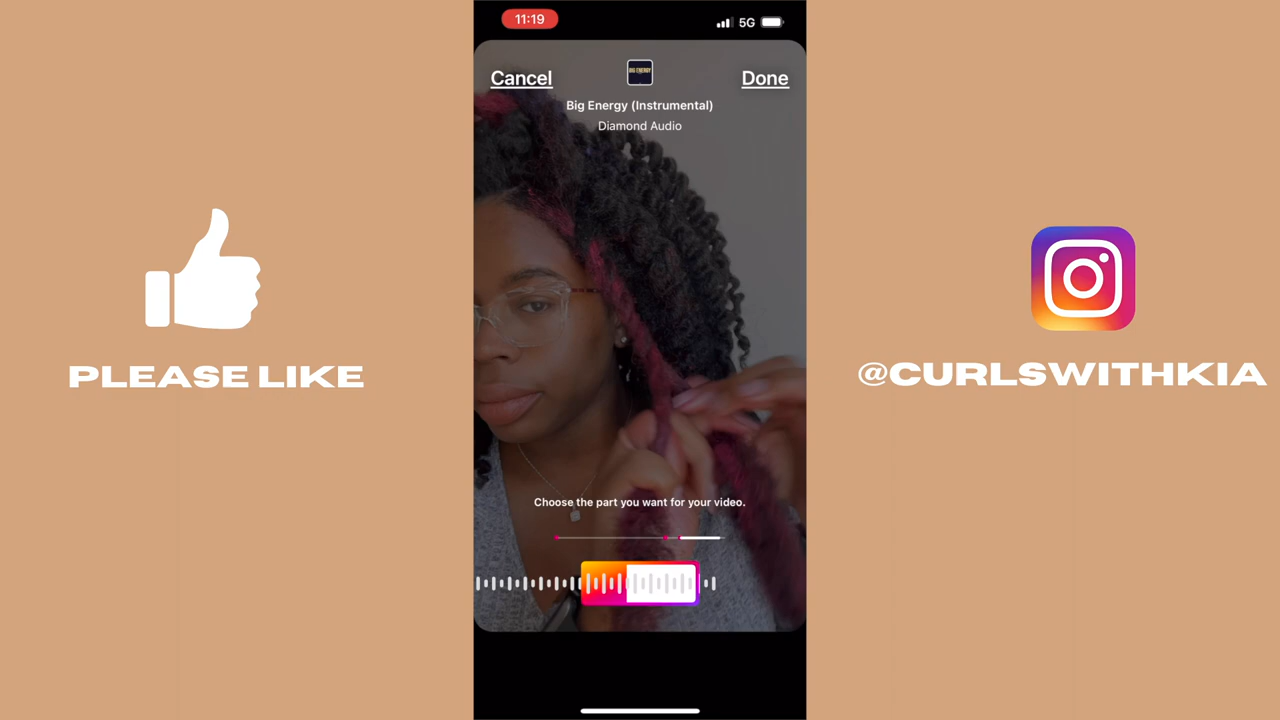 11:19
5G
Cancel
BIG ENERGY
Done
Big Energy (Instrumental)
Diamond Audio
PLEASE LIKE
@CURLSWITHKIA
Choose the part you want for your video.